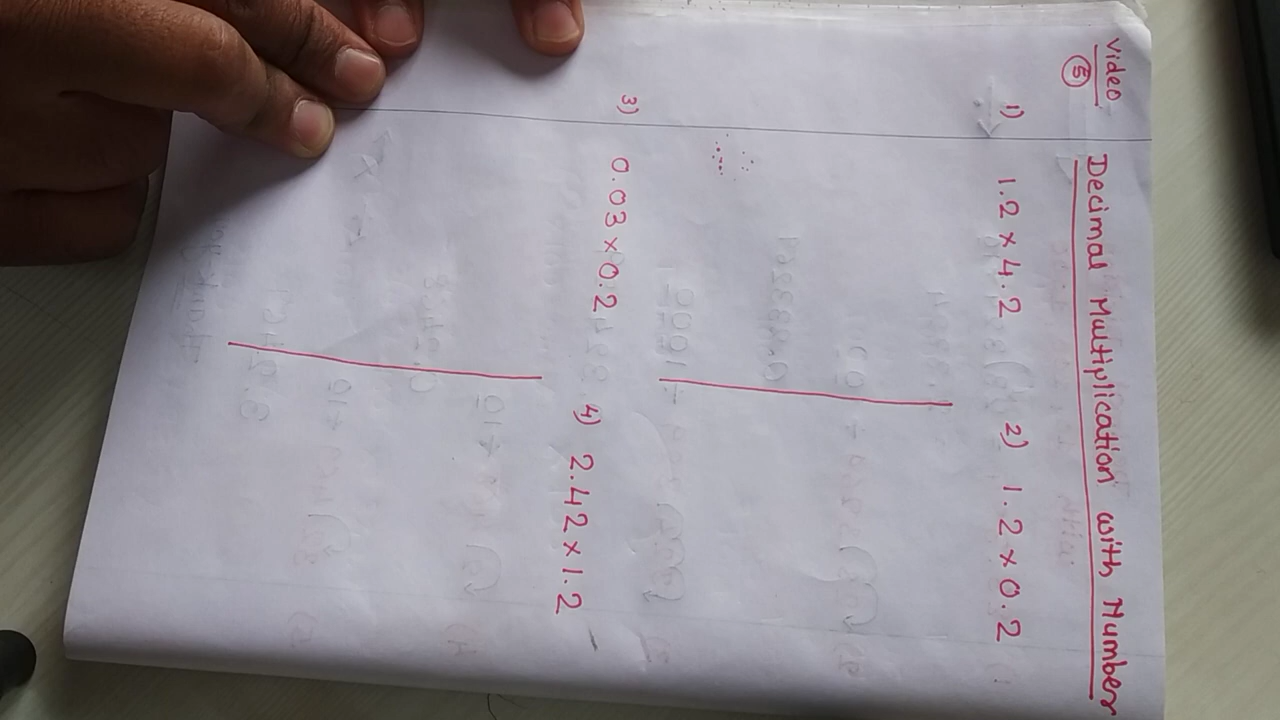 Video 5
Decimal Multiplication with Number
1) 1.2 × 4.2
2) 1.2 × 0.2
3) 0.03 × 0.2
4) 2.42 × 1.2